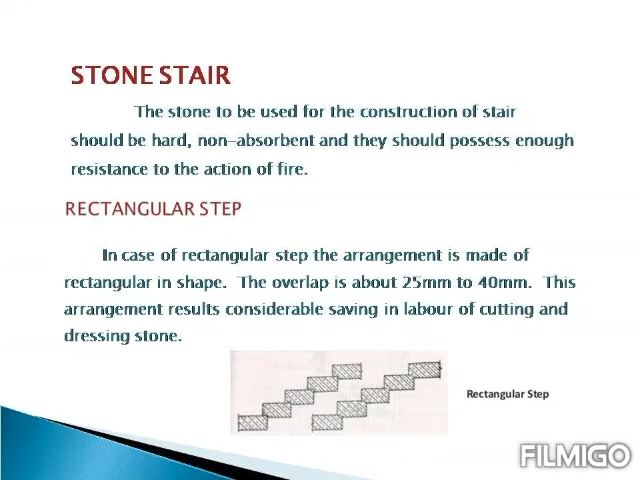 STONE STAIR
The stone to be used for the construction of stair
should be hard, non-absorbent and they should possess enough
resistance to the action of fire.
RECTANGULAR STEP
In case of rectangular step the arrangement is made of
rectangular in shape. The overlap is about 25mm to 40mm. This
arrangement results considerable saving in labour of cutting and
dressing stone.
Rectangular Step
FILMIGO